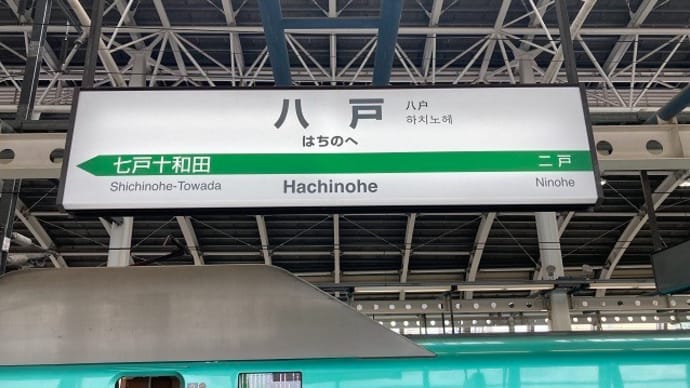 八戸
八户
하치노헤
はちのへ
七戸十和田
二戸
Shichinohe-Towada
Hachinohe
Ninohe